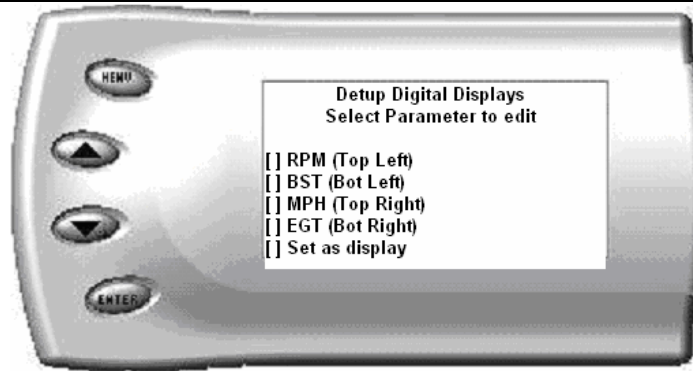 MENU
Detup Digital Displays
Select Parameter to edit
[ ] RPM (Top Left)
[ ] BST (Bot Left)
[ ] MPH (Top Right)
[ ] EGT (Bot Right)
[ ] Set as display
ENTER